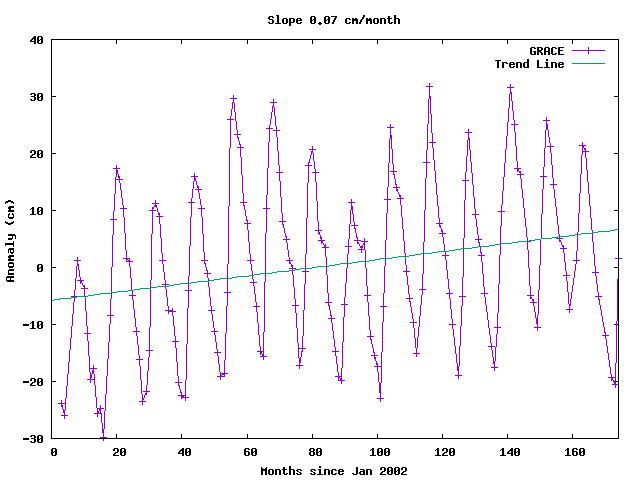 Slope 0.07 cm/month
40
30
20
10
0
-10
-20
-30
Anomaly (cm)
GRACE
Trend Line
0 20 40 60 80 100 120 140 160
Months since Jan 2002